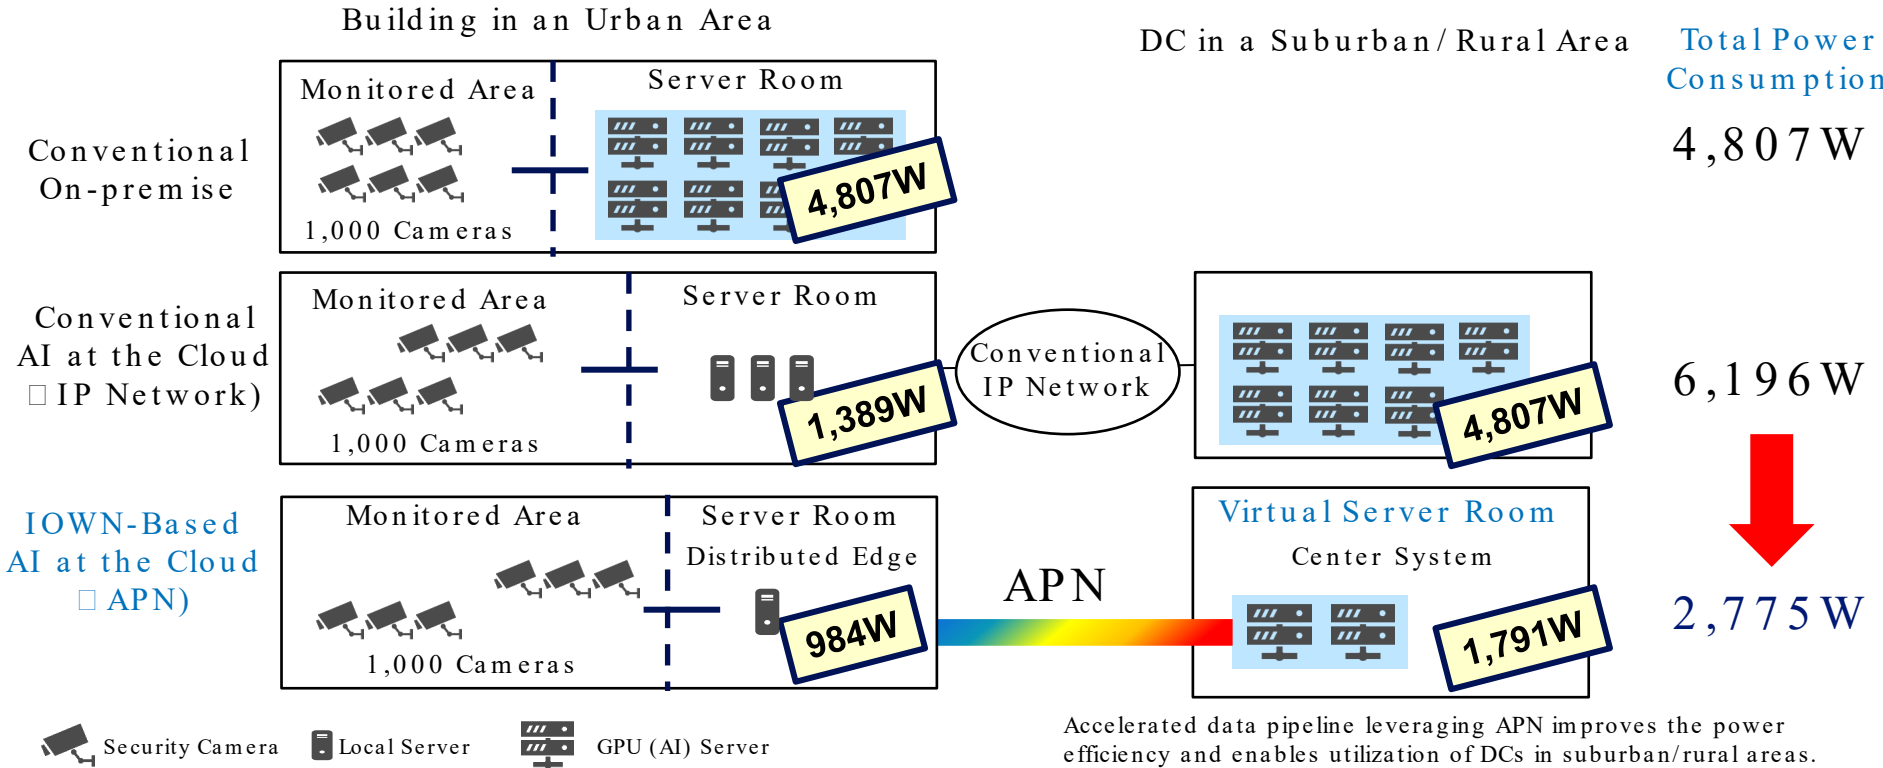 Building in an Urban Area
DC in a Suburban/Rural Area
Total Power
Consumption
Conventional
On-premise
Monitored Area
1,000 Cameras
Server Room
4,807W
4,807W
Conventional
AI at the Cloud
□IP Network)
Monitored Area
1,000 Cameras
Server Room
1,389W
Conventional
IP Network
4,807W
6,196W
IOWN-Based
AI at the Cloud
□APN)
Monitored Area
1,000 Cameras
Server Room
Distributed Edge
984W
APN
Virtual Server Room
Center System
1,791W
2,775W
Security Camera
Local Server
GPU (AI) Server
Accelerated data pipeline leveraging APN improves the power
efficiency and enables utilization of DCs in suburban/rural areas.